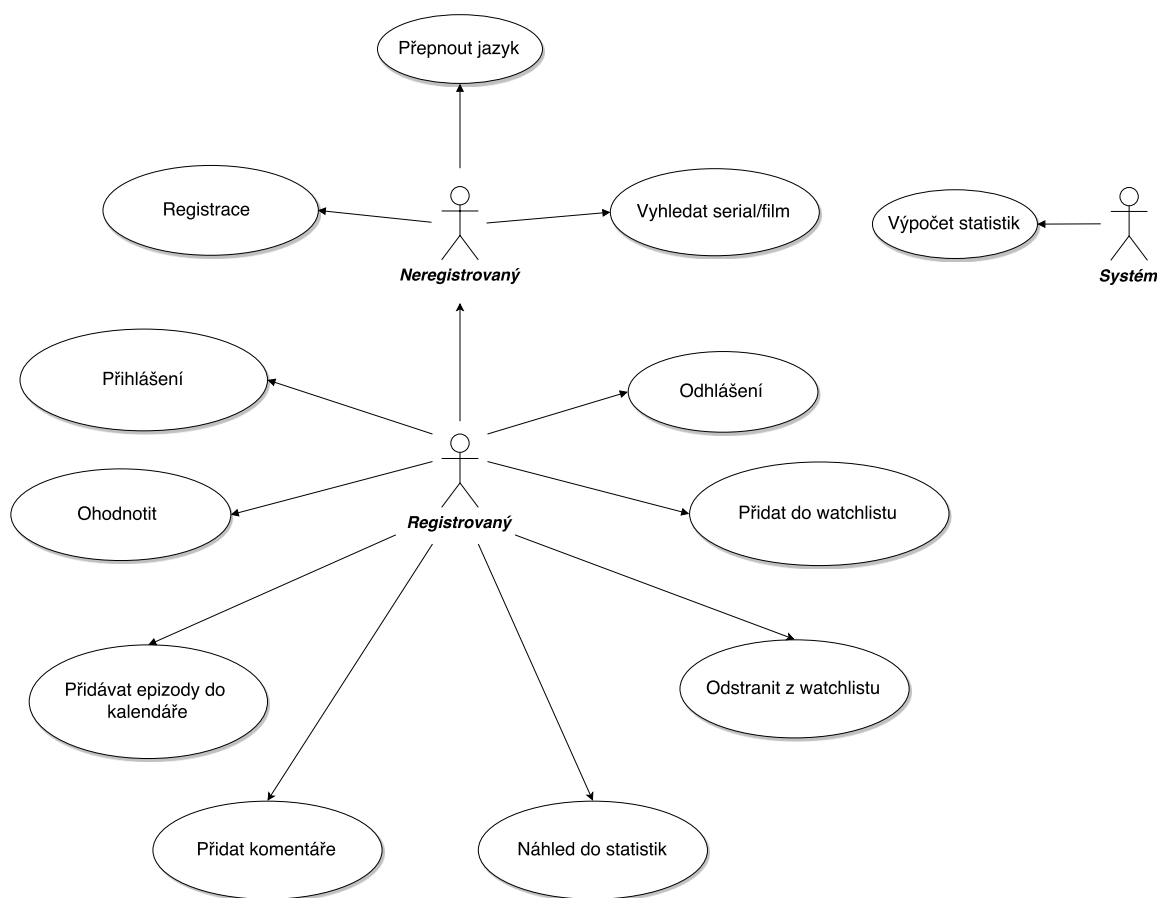 Přepnout jazyk
Registrace
Vyhledat serial/film
Výpočet statistik
Neregistrovaný
Systém
Přihlášení
Odhlášení
Ohodnotit
Přidat do watchlistu
Registrovaný
Přidávat epizody do
kalendáře
Odstranit z watchlistu
Přidat komentáře
Náhled do statistik